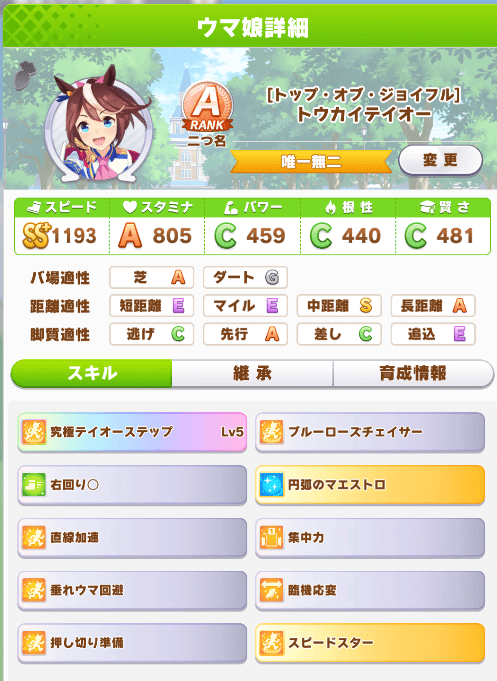 ウマ娘詳細
A
RANK
二つ名
[トップ・オブ・ジョイフル]
トウカイテイオー
唯一無二
変更
スピード スタミナ パワー 根性 賢さ
SS+ 1193 A 805 C 459 C 440 C 481
バ場適性 芝 A ダート G
距離適性 短距離 E マイル E 中距離 S 長距離 A
脚質適性 逃げ C 先行 A 差し C 追込 E
スキル 継承 育成情報
究極テイオーステップ Lv5 ブルーローズチェイサー
右回り○ 円弧のマエストロ
直線加速 集中力
垂れウマ回避 臨機応変
押し切り準備 スピードスター